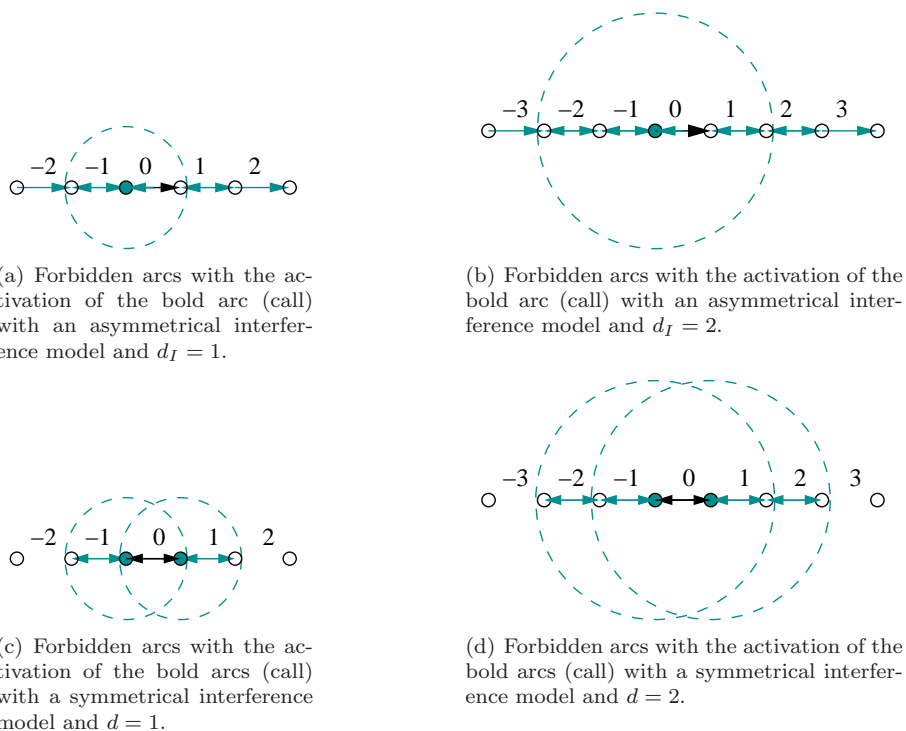 −2 −1 0 1 2
−3 −2 −1 0 1 2 3
(a) Forbidden arcs with the ac-
tivation of the bold arc (call)
with an asymmetrical interfer-
ence model and d_I = 1.
(b) Forbidden arcs with the activation of the
bold arc (call) with an asymmetrical inter-
ference model and d_I = 2.
−2 −1 0 1 2
−3 −2 −1 0 1 2 3
(c) Forbidden arcs with the ac-
tivation of the bold arcs (call)
with a symmetrical interference
model and d = 1.
(d) Forbidden arcs with the activation of the
bold arcs (call) with a symmetrical interfer-
ence model and d = 2.